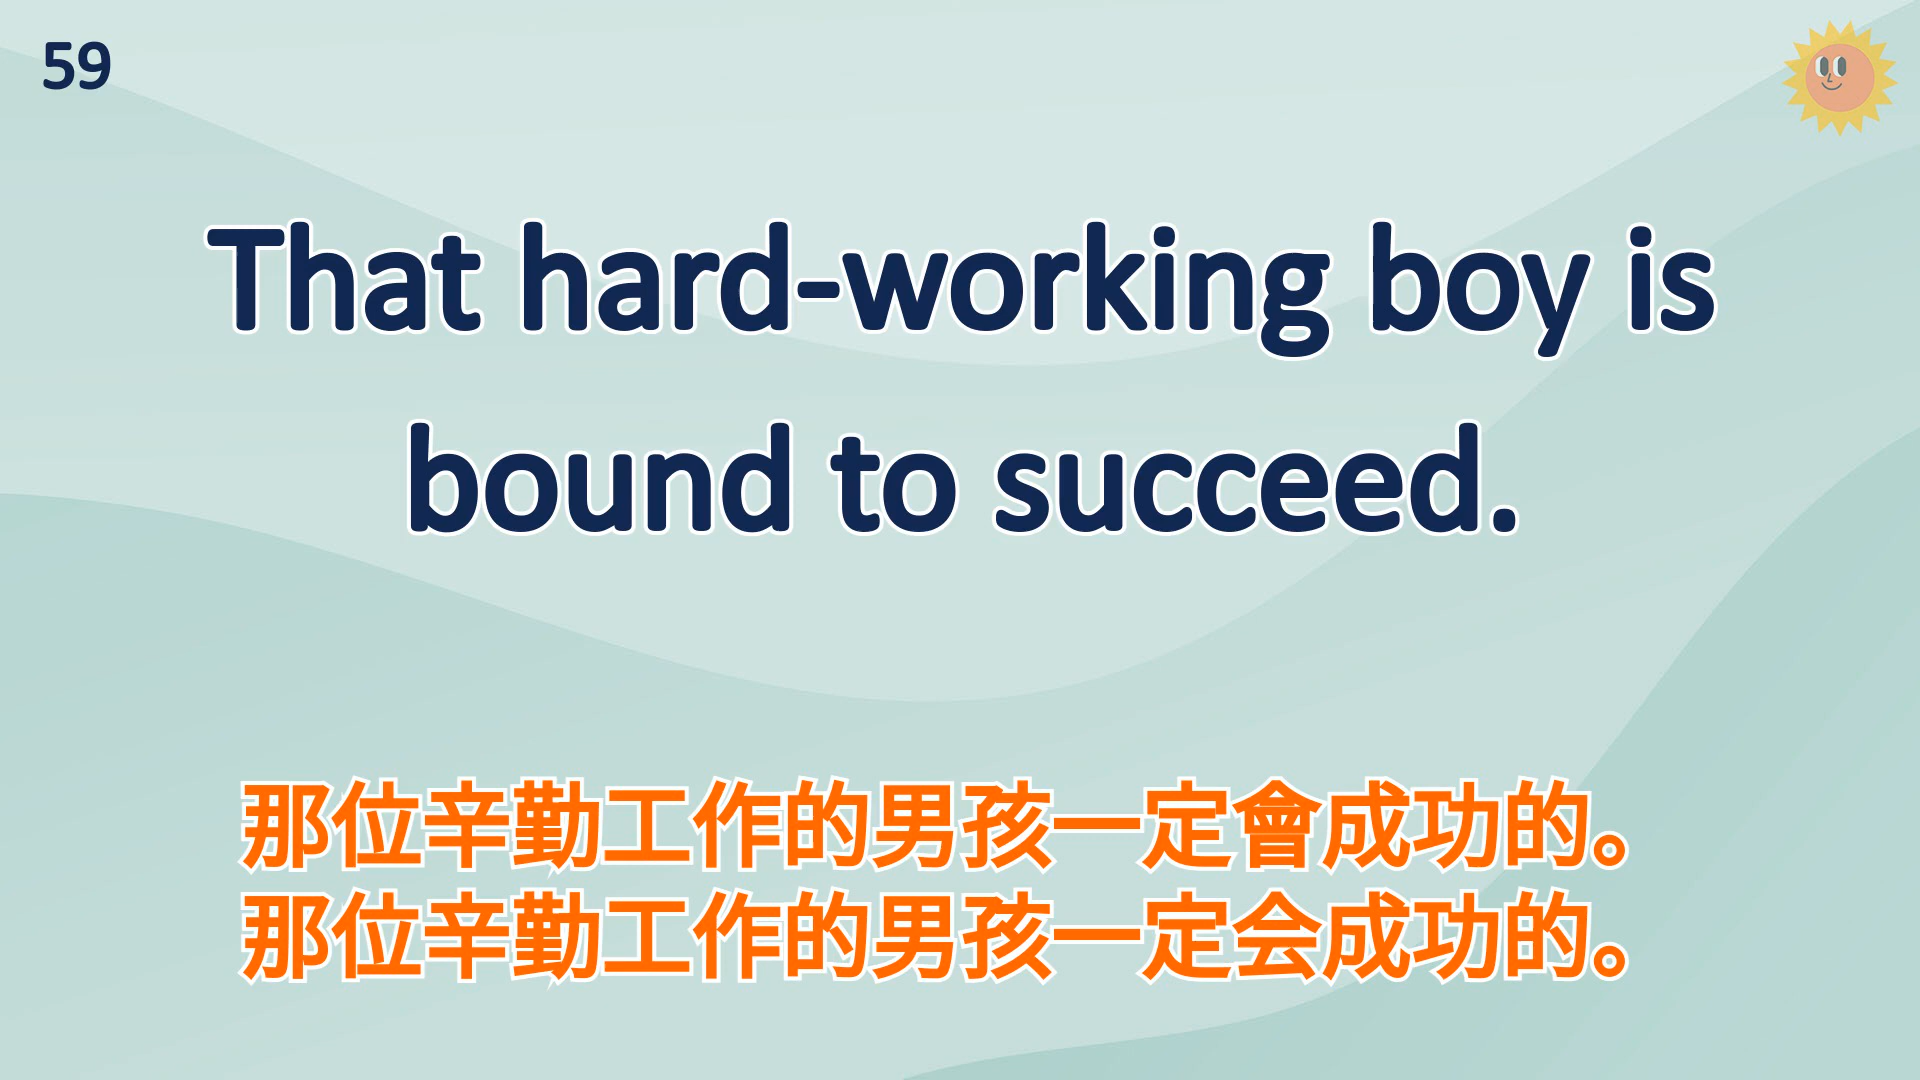 59
That hard-working boy is
bound to succeed.
那位辛勤工作的男孩一定會成功的。
那位辛勤工作的男孩一定会成功的。